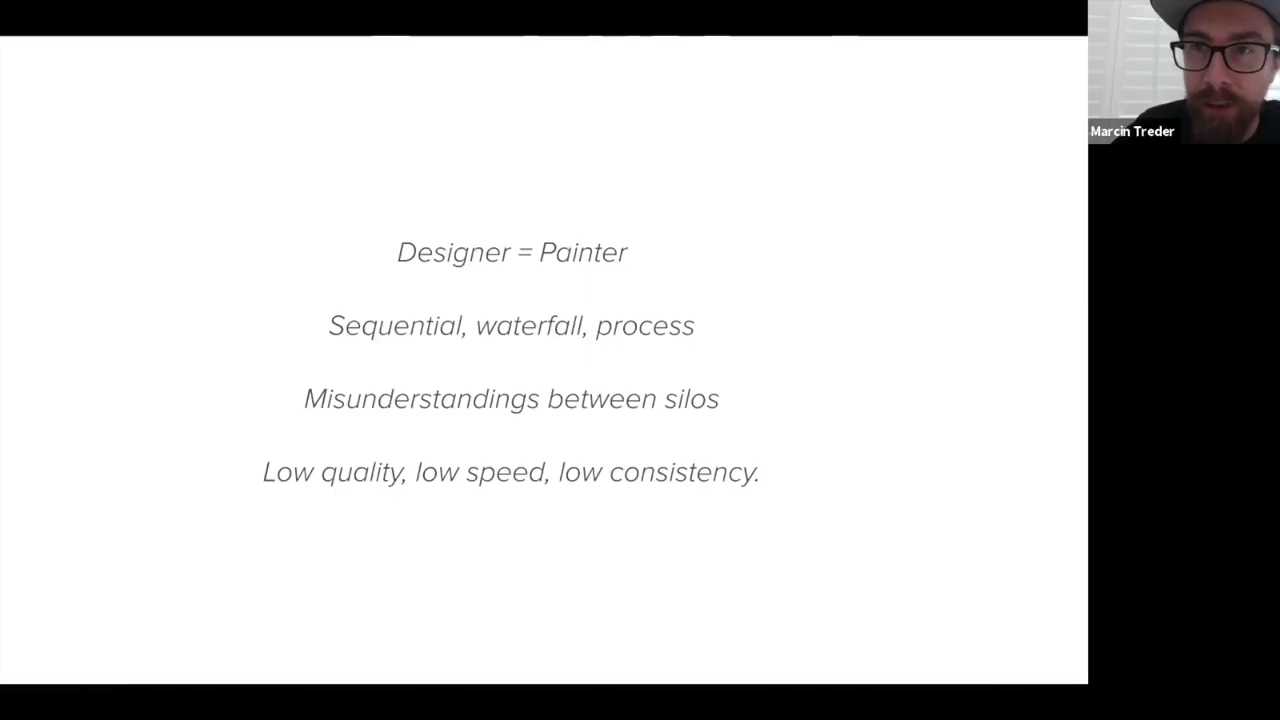 Designer = Painter
Sequential, waterfall, process
Misunderstandings between silos
Low quality, low speed, low consistency.
Marcin Treder